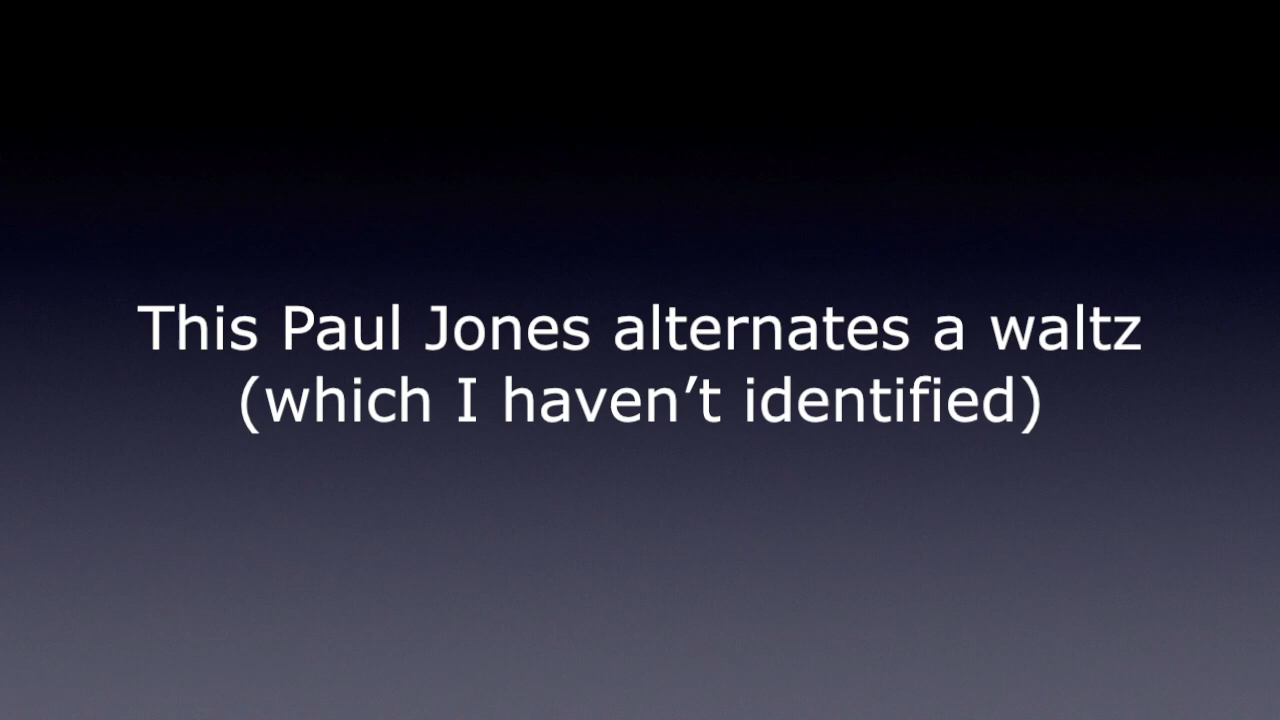 This Paul Jones alternates a waltz
(which I haven’t identified)